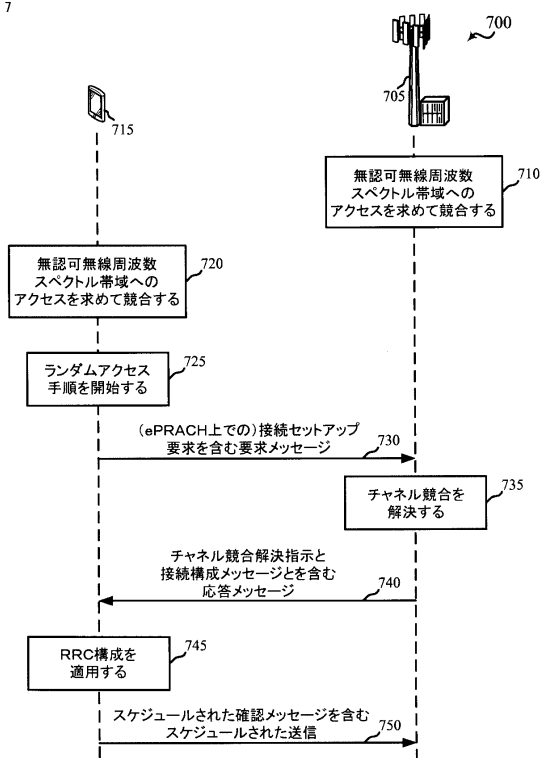 7
700
705
715
無認可無線周波数
スペクトル帯域への
アクセスを求めて競合する
710
無認可無線周波数
スペクトル帯域への
アクセスを求めて競合する
720
ランダムアクセス
手順を開始する
725
(ePRACH上での)接続セットアップ
要求を含む要求メッセージ
730
チャネル競合を
解決する
735
チャネル競合解決指示と
接続構成メッセージとを含む
応答メッセージ
740
RRC構成を
適用する
745
スケジュールされた確認メッセージを含む
スケジュールされた送信
750